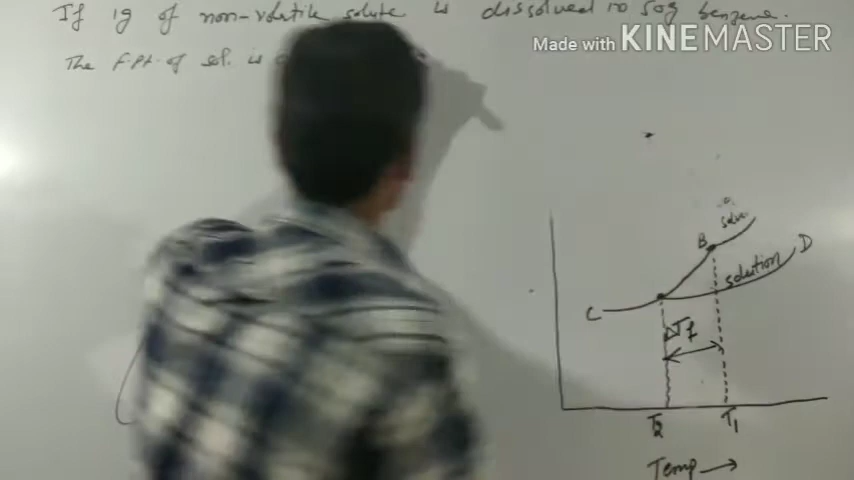 If 1g of non-volatile solute is dissolved in 50g benzene.
The F.Pt. of sol. is
Made with KINEMASTER
solve
B
D
solution
C
ΔTf
T2 T1
Temp →